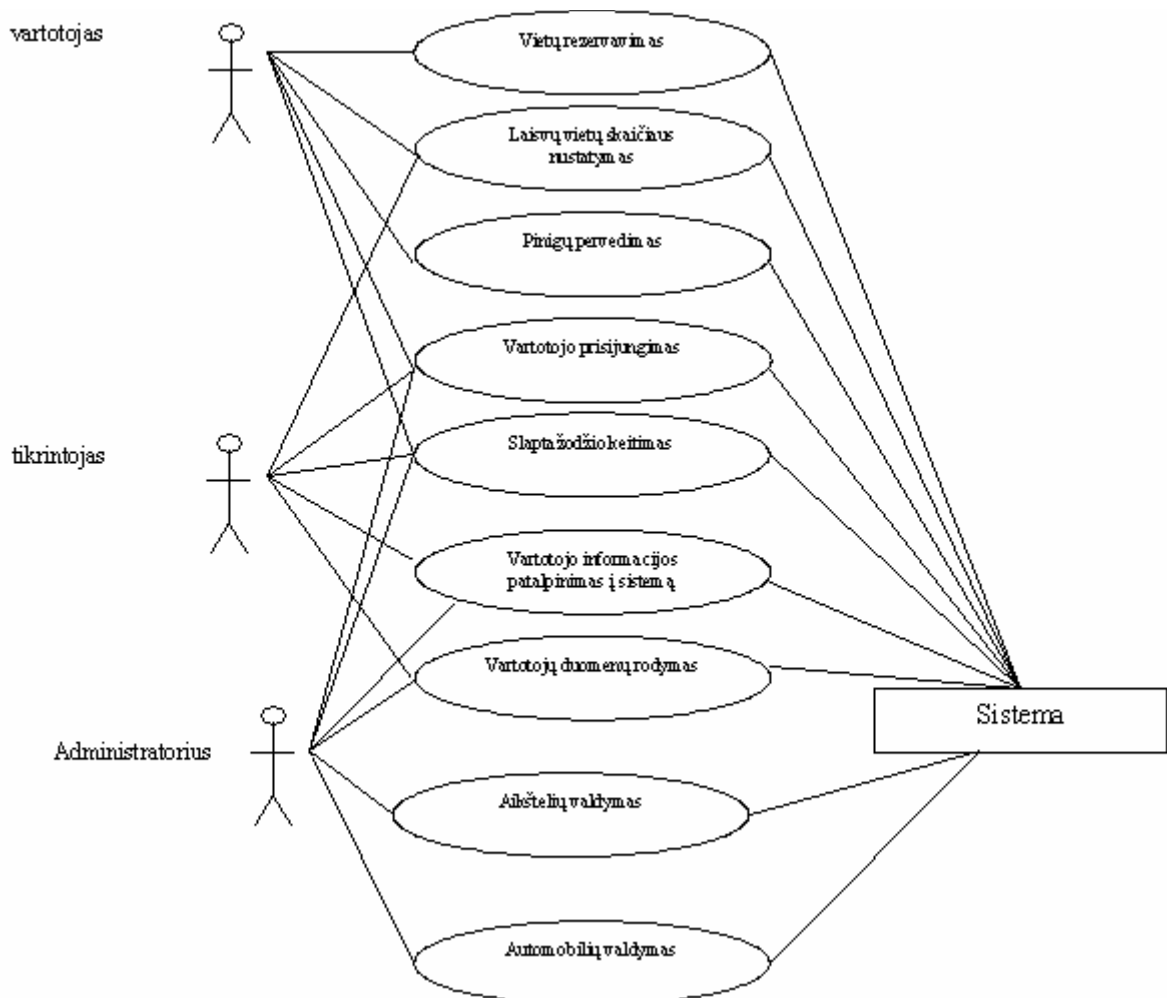 vartotojas
Vietų rezervavimas
Laisvų vietų skaičinus
nustatymas
Pinigų pervedimas
Vartotojo prisijungimas
tikrintojas
Slaptažodžio keitimas
Vartotojo informacijos
patalpinimas į sistemą
Vartotojų duomenų rodymas
Sistema
Administratorius
Aikštelių valdymas
Automobilių valdymas